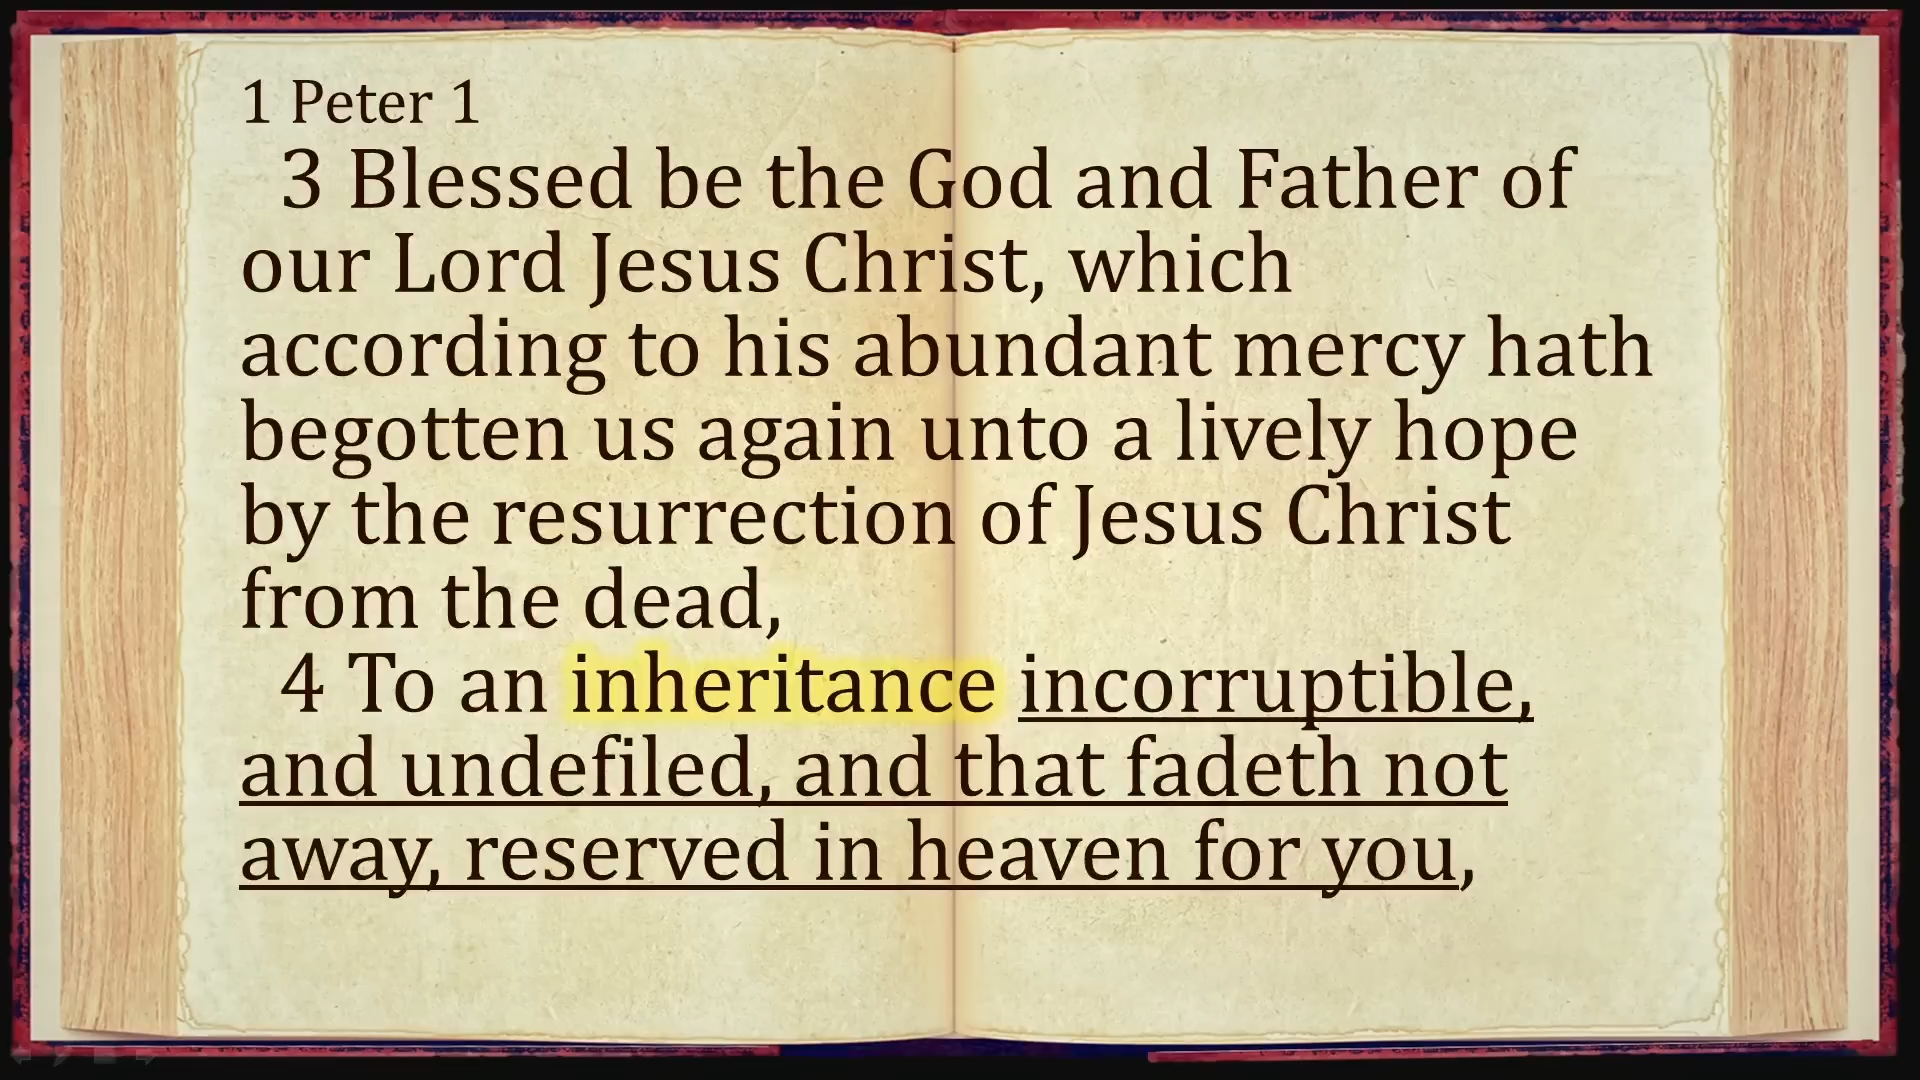 1 Peter 1
3 Blessed be the God and Father of
our Lord Jesus Christ, which
according to his abundant mercy hath
begotten us again unto a lively hope
by the resurrection of Jesus Christ
from the dead,
4 To an inheritance incorruptible,
and undefiled, and that fadeth not
away, reserved in heaven for you,